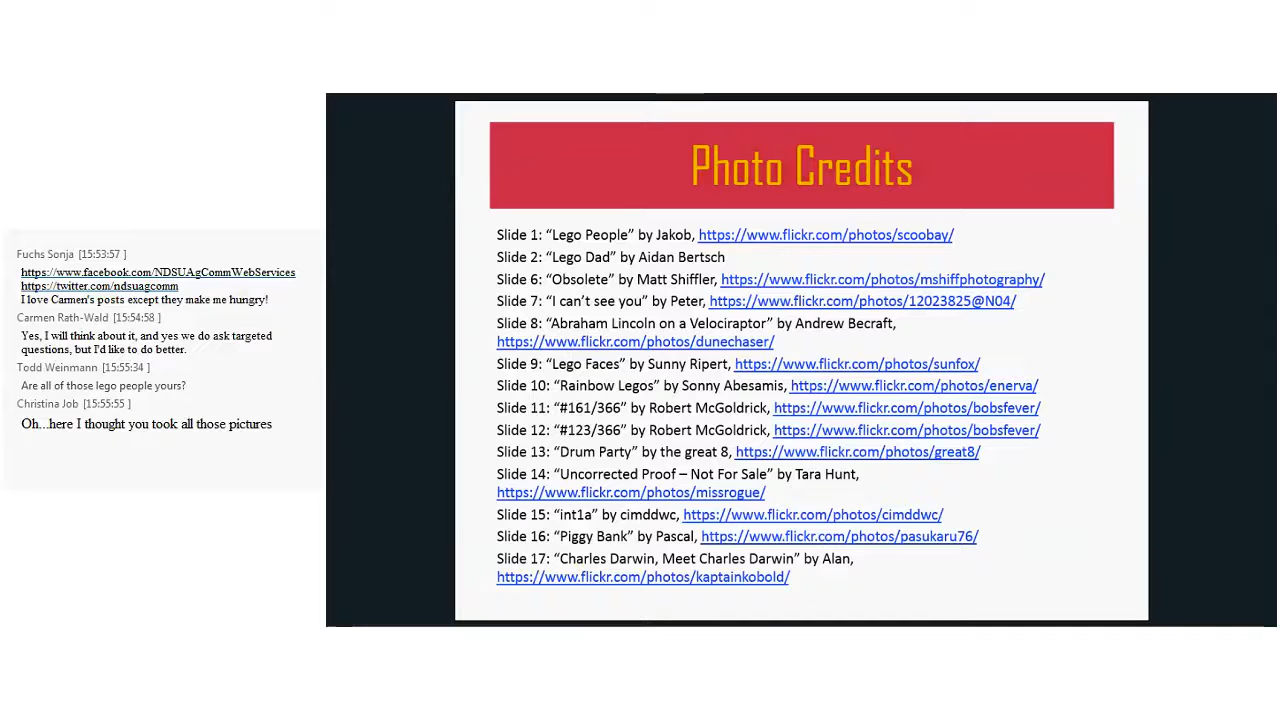 Fuchs Sonja [15:53:57 ]
https://www.facebook.com/NDSUAgCommWebServices
https://twitter.com/ndsuagcomm
I love Carmen's posts except they make me hungry!
Carmen Rath-Wald [15:54:58 ]
Yes, I will think about it, and yes we do ask targeted
questions, but I'd like to do better.
Todd Weinmann [15:55:34 ]
Are all of those lego people yours?
Christina Job [15:55:55 ]
Oh...here I thought you took all those pictures
Photo Credits
Slide 1: “Lego People” by Jakob, https://www.flickr.com/photos/scoobay/
Slide 2: “Lego Dad” by Aidan Bertsch
Slide 6: “Obsolete” by Matt Shiffler, https://www.flickr.com/photos/mshiffphotography/
Slide 7: “I can’t see you” by Peter, https://www.flickr.com/photos/12023825@N04/
Slide 8: “Abraham Lincoln on a Velociraptor” by Andrew Becraft,
https://www.flickr.com/photos/dunechaser/
Slide 9: “Lego Faces” by Sunny Ripert, https://www.flickr.com/photos/sunfox/
Slide 10: “Rainbow Legos” by Sonny Abesamis, https://www.flickr.com/photos/enerva/
Slide 11: “#161/366” by Robert McGoldrick, https://www.flickr.com/photos/bobsfever/
Slide 12: “#123/366” by Robert McGoldrick, https://www.flickr.com/photos/bobsfever/
Slide 13: “Drum Party” by the great 8, https://www.flickr.com/photos/great8/
Slide 14: “Uncorrected Proof – Not For Sale” by Tara Hunt,
https://www.flickr.com/photos/missrogue/
Slide 15: “int1a” by cimddwc, https://www.flickr.com/photos/cimddwc/
Slide 16: “Piggy Bank” by Pascal, https://www.flickr.com/photos/pasukaru76/
Slide 17: “Charles Darwin, Meet Charles Darwin” by Alan,
https://www.flickr.com/photos/kaptainkobold/